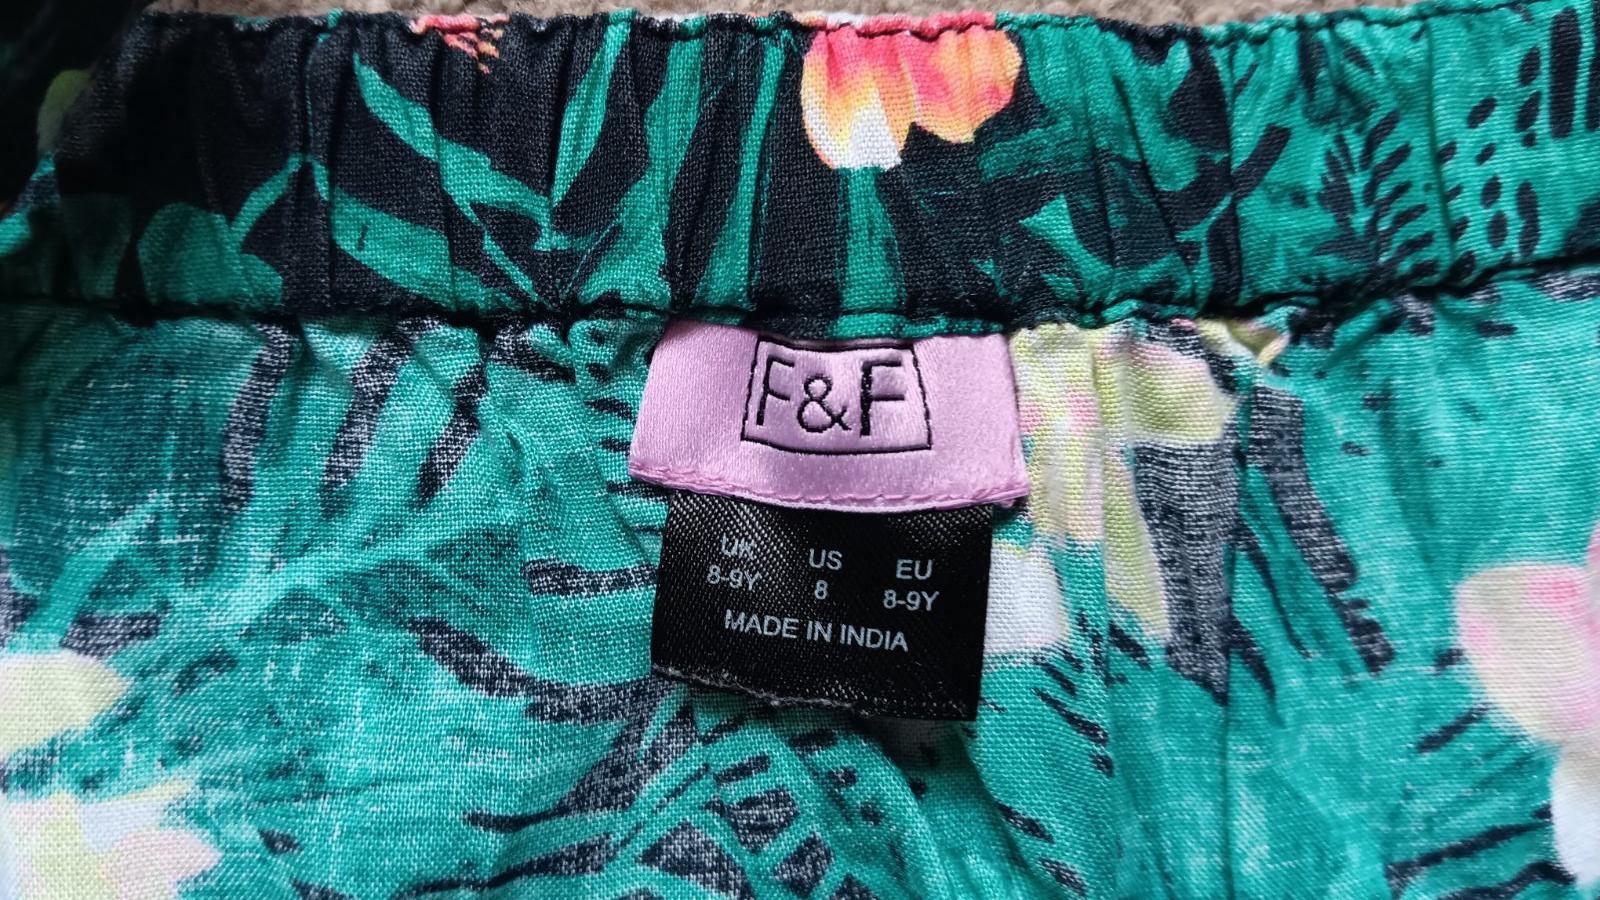 F&F
UK US EU
8-9Y 8 8-9Y
MADE IN INDIA